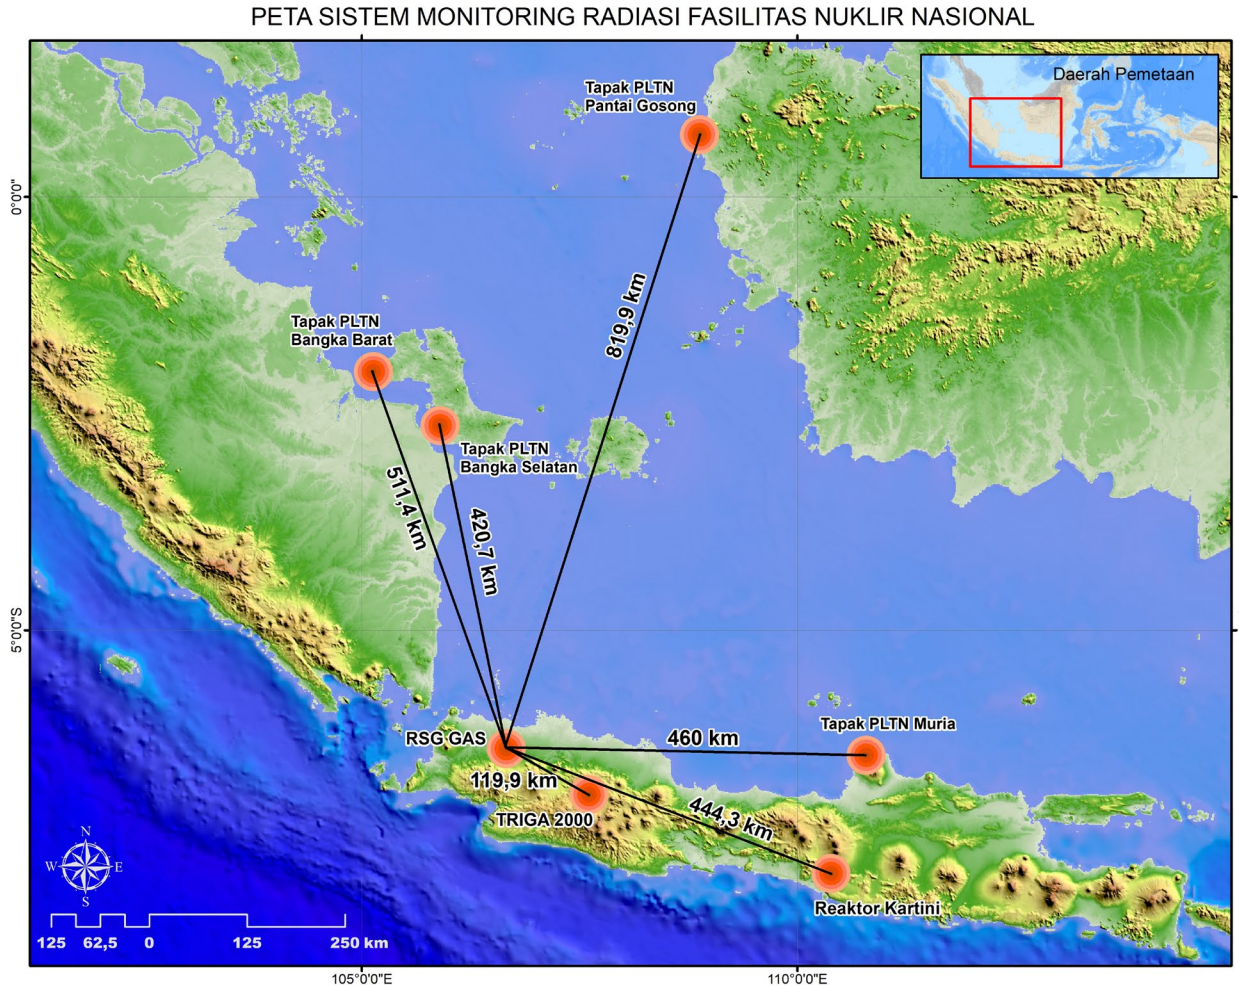 PETA SISTEM MONITORING RADIASI FASILITAS NUKLIR NASIONAL
Daerah Pemetaan
Tapak PLTN
Pantai Gosong
0°0'0"
819,9 km
Tapak PLTN
Bangka Barat
Tapak PLTN
Bangka Selatan
511,4 km
420,7 km
5°0'0"S
RSG GAS
460 km
Tapak PLTN Muria
119,9 km
TRIGA 2000
444,3 km
Reaktor Kartini
N
W
E
S
125 62,5 0 125 250 km
105°0'0"E
110°0'0"E